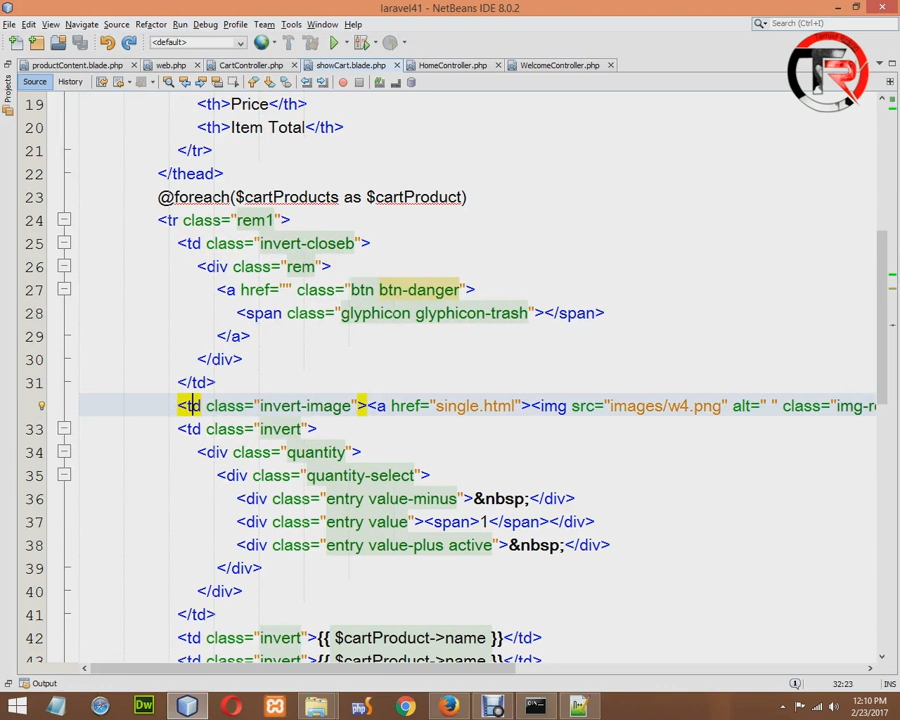 laravel41 - NetBeans IDE 8.0.2
File Edit View Navigate Source Refactor Run Debug Profile Team Tools Window Help
<default>
Search (Ctrl+I)
productContent.blade.php web.php CartController.php showCart.blade.php HomeController.php WelcomeController.php
Source History
Projects
19 <th>Price</th>
20 <th>Item Total</th>
21 </tr>
22 </thead>
23 @foreach($cartProducts as $cartProduct)
24 <tr class="rem1">
25 <td class="invert-closeb">
26 <div class="rem">
27 <a href="" class="btn btn-danger">
28 <span class="glyphicon glyphicon-trash"></span>
29 </a>
30 </div>
31 </td>
<td class="invert-image"><a href="single.html"><img src="images/w4.png" alt=" " class="img-r
33 <td class="invert">
34 <div class="quantity">
35 <div class="quantity-select">
36 <div class="entry value-minus">&nbsp;</div>
37 <div class="entry value"><span>1</span></div>
38 <div class="entry value-plus active">&nbsp;</div>
39 </div>
40 </div>
41 </td>
42 <td class="invert">{{ $cartProduct->name }}</td>
43 <td class="invert">{{ $cartProduct->name }}</td>
Output
32:23 INS
12:10 PM
2/23/2017